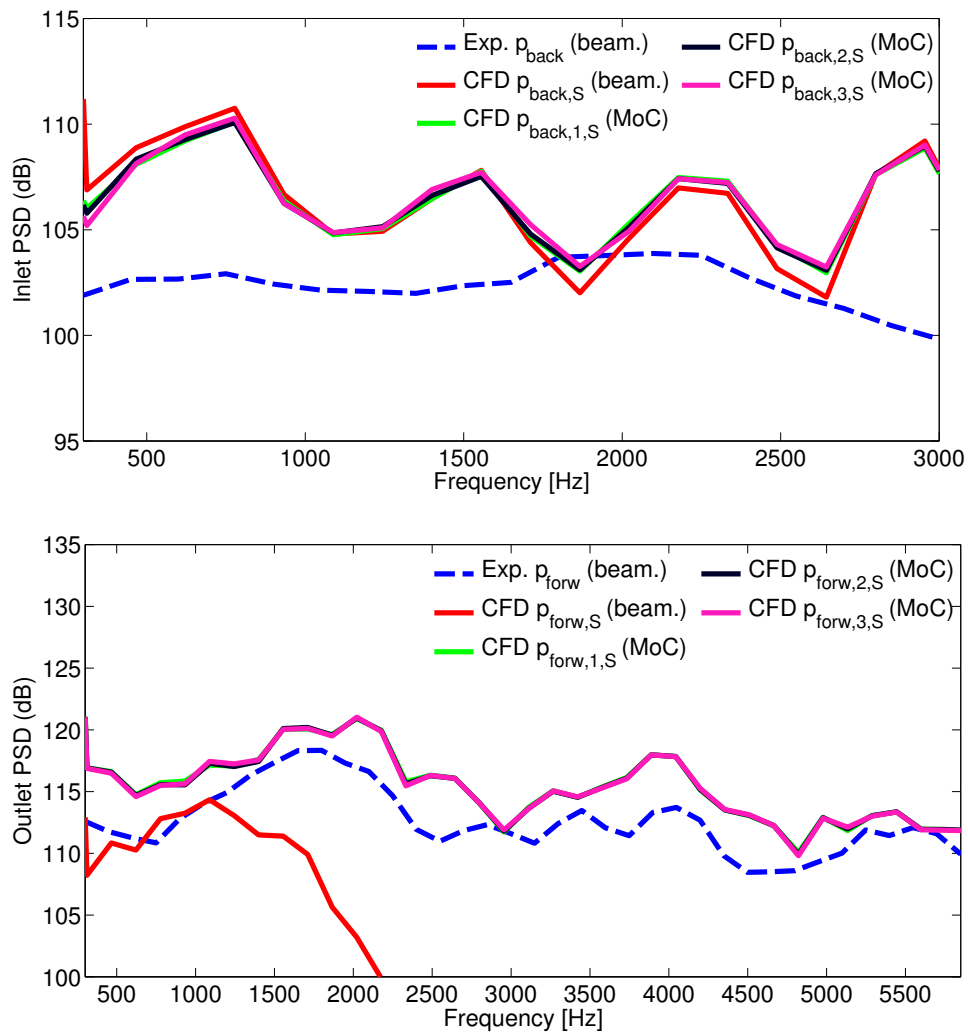 115
110
105
100
95
Inlet PSD (dB)
Exp. p_back (beam.)
CFD p_back,S (beam.)
CFD p_back,1,S (MoC)
CFD p_back,2,S (MoC)
CFD p_back,3,S (MoC)
500 1000 1500 2000 2500 3000
Frequency [Hz]
135
130
125
120
115
110
105
100
Outlet PSD (dB)
Exp. p_forw (beam.)
CFD p_forw,S (beam.)
CFD p_forw,1,S (MoC)
CFD p_forw,2,S (MoC)
CFD p_forw,3,S (MoC)
500 1000 1500 2000 2500 3000 3500 4000 4500 5000 5500
Frequency [Hz]